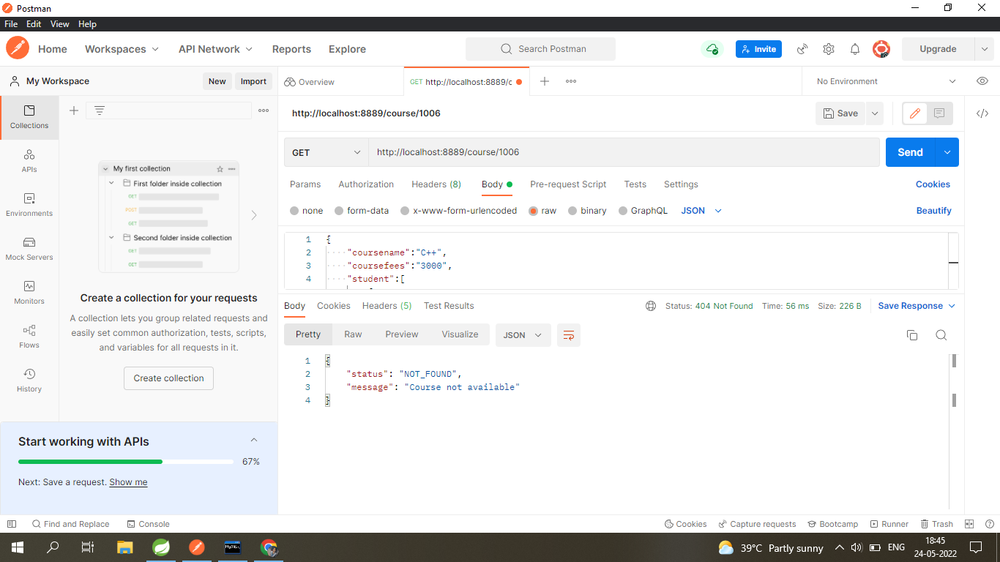 Postman
File Edit View Help
Home Workspaces API Network Reports Explore Search Postman Invite Upgrade
My Workspace New Import Overview GET http://localhost:8889/c No Environment
http://localhost:8889/course/1006 Save
Collections
APIs
Environments
Mock Servers
Monitors
Flows
History
My first collection
First folder inside collection
GET
POST
GET
Second folder inside collection
GET
GET
Create a collection for your requests
A collection lets you group related requests and
easily set common authorization, tests, scripts,
and variables for all requests in it.
Create collection
Start working with APIs
67%
Next: Save a request. Show me
GET http://localhost:8889/course/1006 Send
Params Authorization Headers (8) Body Pre-request Script Tests Settings Cookies
none form-data x-www-form-urlencoded raw binary GraphQL JSON Beautify
1 {
2 "coursename":"C++",
3 "coursefees":"3000",
4 "student":[
Body Cookies Headers (5) Test Results Status: 404 Not Found Time: 56 ms Size: 226 B Save Response
Pretty Raw Preview Visualize JSON
1 {
2 "status": "NOT_FOUND",
3 "message": "Course not available"
4 }
Find and Replace Console Cookies Capture requests Bootcamp Runner Trash
MySQL 39°C Partly sunny ENG 18:45
24-05-2022